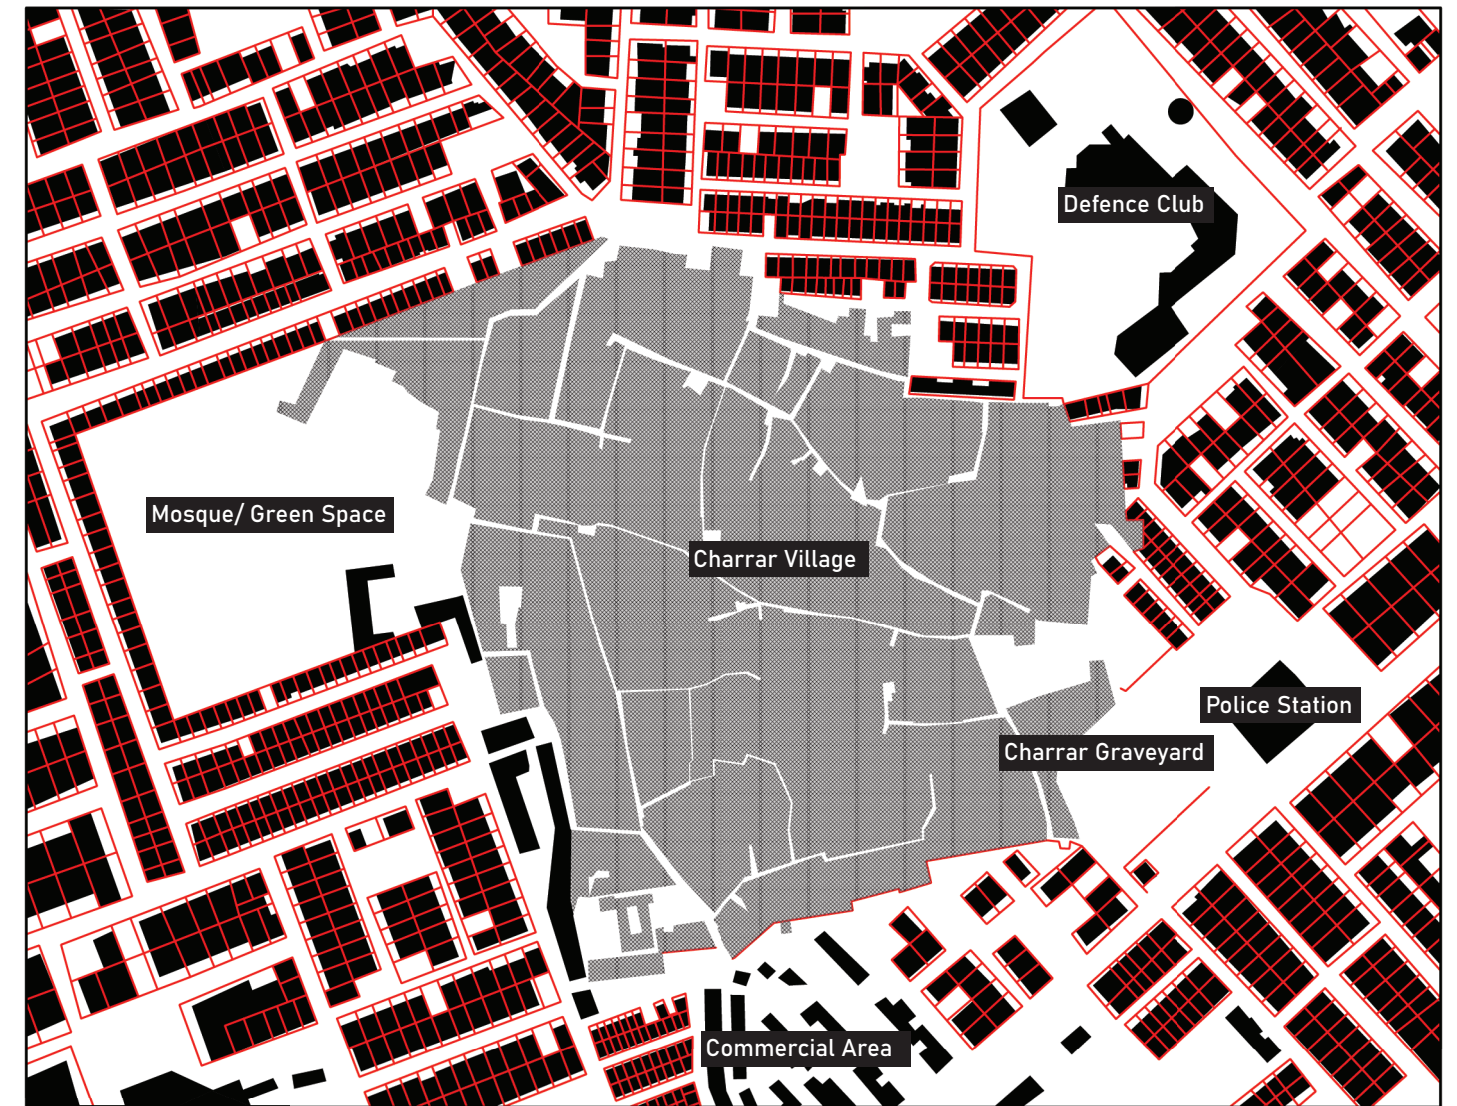 Defence Club
Mosque/ Green Space
Charrar Village
Police Station
Charrar Graveyard
Commercial Area